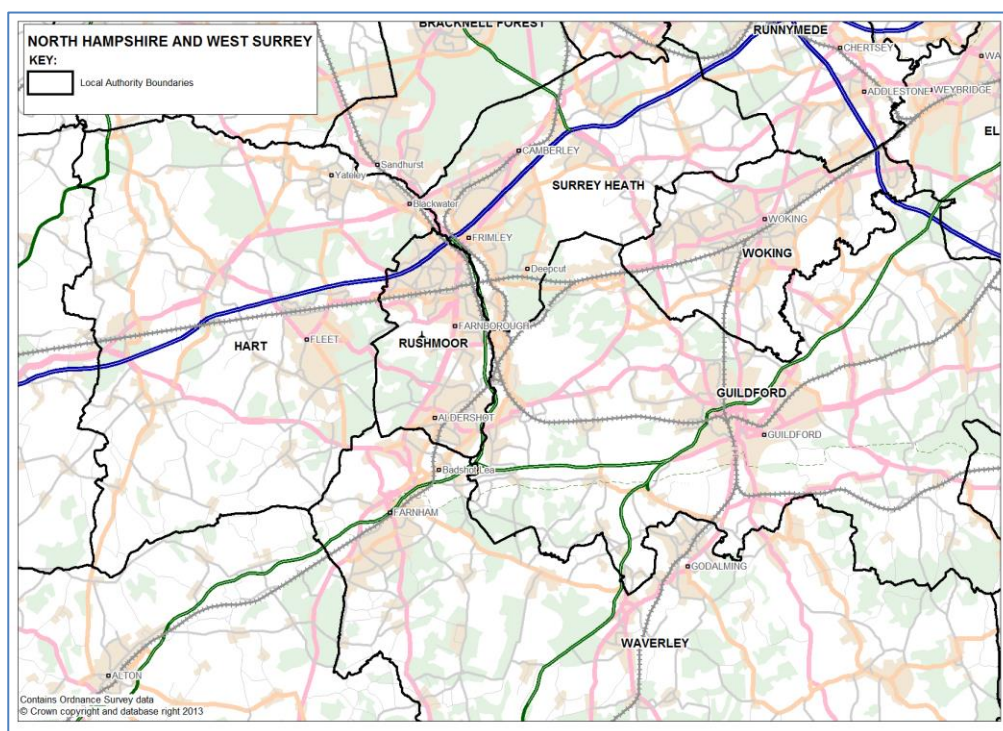 BRACKNELL FOREST
RUNNYMEDE
NORTH HAMPSHIRE AND WEST SURREY
KEY:
Local Authority Boundaries
CHERTSEY
WA
ADDLESTONE
WEYBRIDGE
EL
CAMBERLEY
Sandhurst
Yateley
SURREY HEATH
Blackwater
WOKING
FRIMLEY
WOKING
Deepcut
FARNBOROUGH
HART
FLEET
RUSHMOOR
GUILDFORD
ALDERSHOT
GUILDFORD
Badshot Lea
FARNHAM
GODALMING
WAVERLEY
ALTON
Contains Ordnance Survey data
© Crown copyright and database right 2013